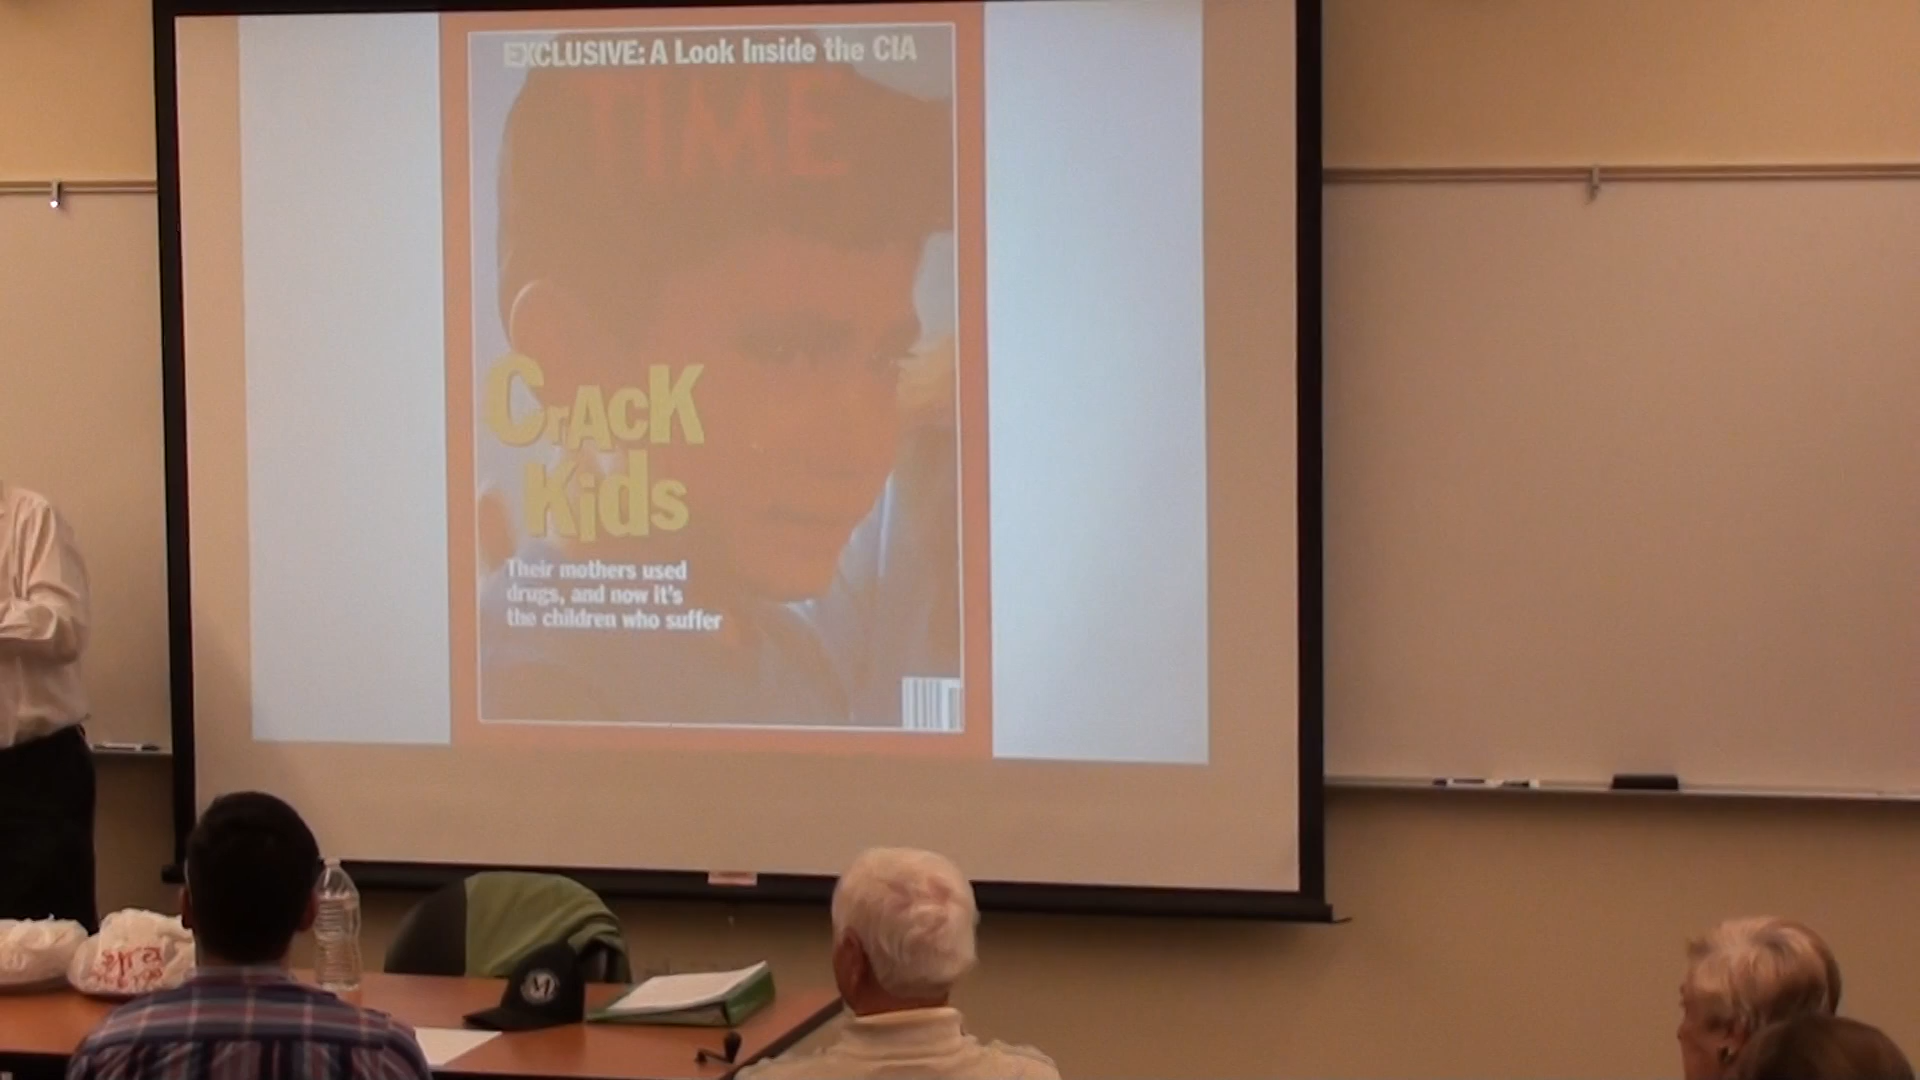 EXCLUSIVE: A Look Inside the CIA
TIME
CrAcK
Kids
Their mothers used
drugs, and now it's
the children who suffer
M